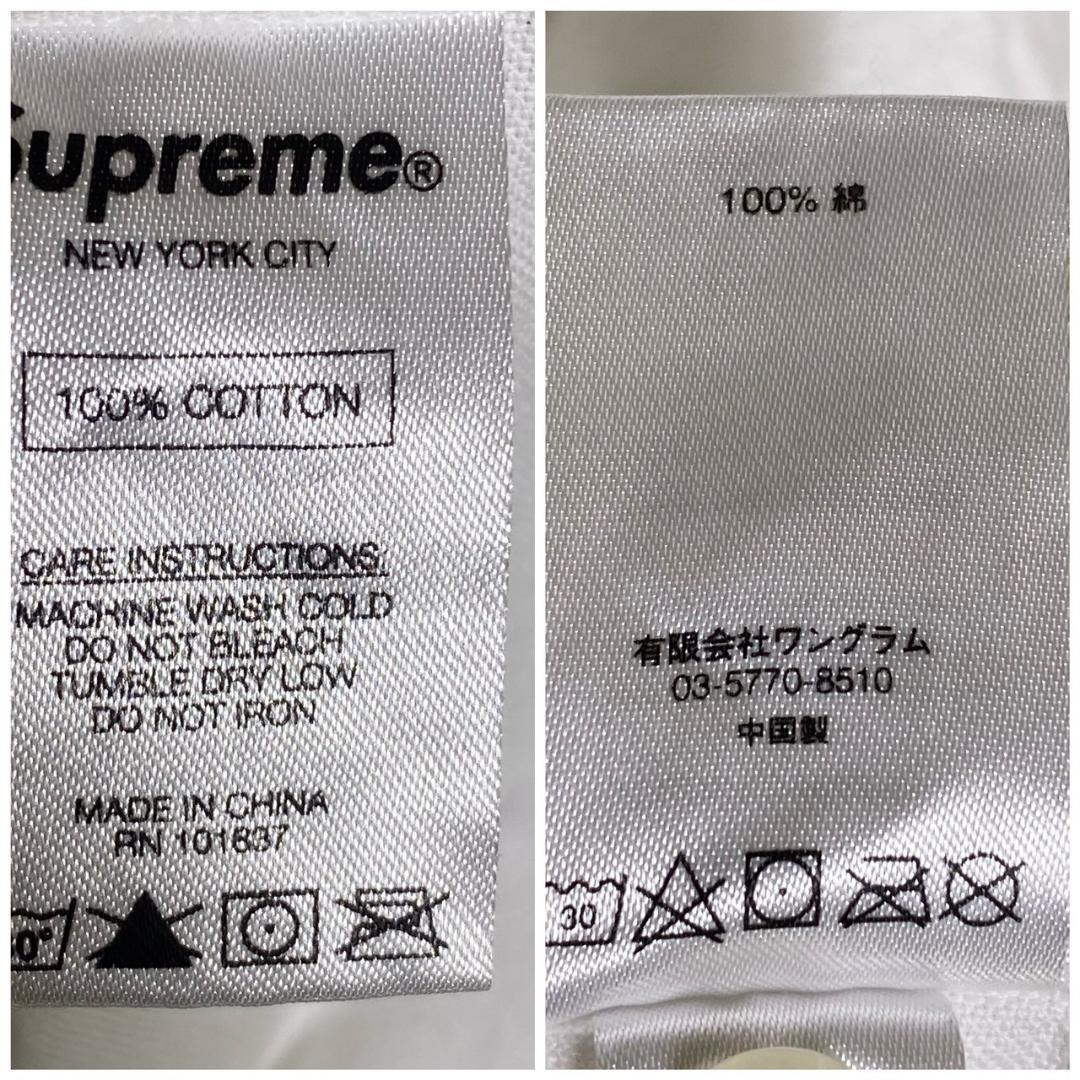 Supreme®
NEW YORK CITY
100% COTTON
CARE INSTRUCTIONS:
MACHINE WASH COLD
DO NOT BLEACH
TUMBLE DRY LOW
DO NOT IRON
MADE IN CHINA
RN 101837
0°
100% 綿
有限会社ワングラム
03-5770-8510
中国製
30